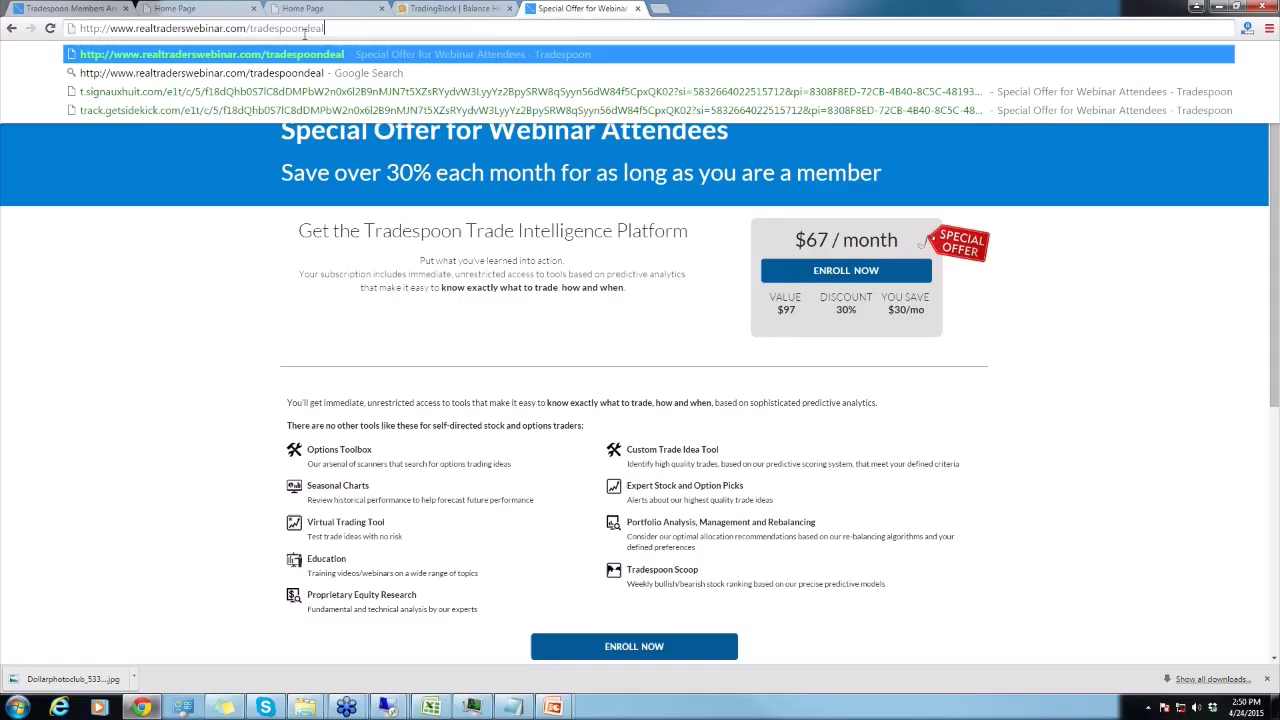 Tradespoon Members Are
Home Page
Home Page
TradingBlock | Balance His
Special Offer for Webinar
http://www.realtraderswebinar.com/tradespoondeal
http://www.realtraderswebinar.com/tradespoondeal - Special Offer for Webinar Attendees - Tradespoon
http://www.realtraderswebinar.com/tradespoondeal - Google Search
- Special Offer for Webinar Attendees - Tradespoon
- Special Offer for Webinar Attendees - Tradespoon
Special Offer for Webinar Attendees
Save over 30% each month for as long as you are a member
Get the Tradespoon Trade Intelligence Platform
Put what you've learned into action.
Your subscription includes immediate, unrestricted access to tools based on predictive analytics
that make it easy to know exactly what to trade, how and when.
$67 / month
SPECIAL
OFFER
ENROLL NOW
VALUE DISCOUNT YOU SAVE
$97 30% $30/mo
You'll get immediate, unrestricted access to tools that make it easy to know exactly what to trade, how and when, based on sophisticated predictive analytics.
There are no other tools like these for self-directed stock and options traders:
Options Toolbox
Our arsenal of scanners that search for options trading ideas
Seasonal Charts
Review historical performance to help forecast future performance
Virtual Trading Tool
Test trade ideas with no risk
Education
Training videos/webinars on a wide range of topics
Proprietary Equity Research
Fundamental and technical analysis by our experts
Custom Trade Idea Tool
Identify high quality trades, based on our predictive scoring system, that meet your defined criteria
Expert Stock and Option Picks
Alerts about our highest quality trade ideas
Portfolio Analysis, Management and Rebalancing
Consider our optimal allocation recommendations based on our re-balancing algorithms and your
defined preferences
Tradespoon Scoop
Weekly bullish/bearish stock ranking based on our precise predictive models
ENROLL NOW
Dollarphotoclub_533....jpg
Show all downloads...
2:50 PM
4/24/2015